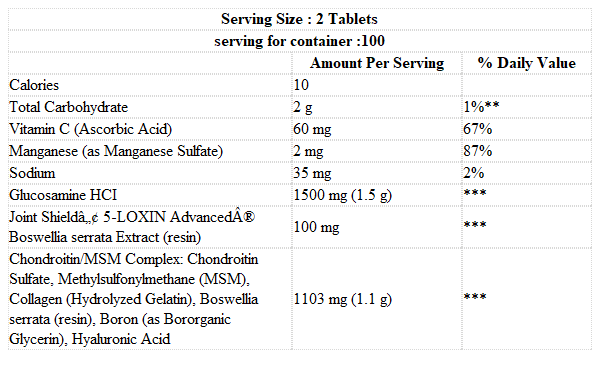 Serving Size : 2 Tablets
serving for container :100
Amount Per Serving % Daily Value
Calories 10
Total Carbohydrate 2 g 1%**
Vitamin C (Ascorbic Acid) 60 mg 67%
Manganese (as Manganese Sulfate) 2 mg 87%
Sodium 35 mg 2%
Glucosamine HCI 1500 mg (1.5 g) ***
Joint Shieldâ„¢ 5-LOXIN AdvancedÂ®
Boswellia serrata Extract (resin) 100 mg ***
Chondroitin/MSM Complex: Chondroitin
Sulfate, Methylsulfonylmethane (MSM),
Collagen (Hydrolyzed Gelatin), Boswellia
serrata (resin), Boron (as Bororganic
Glycerin), Hyaluronic Acid 1103 mg (1.1 g) ***